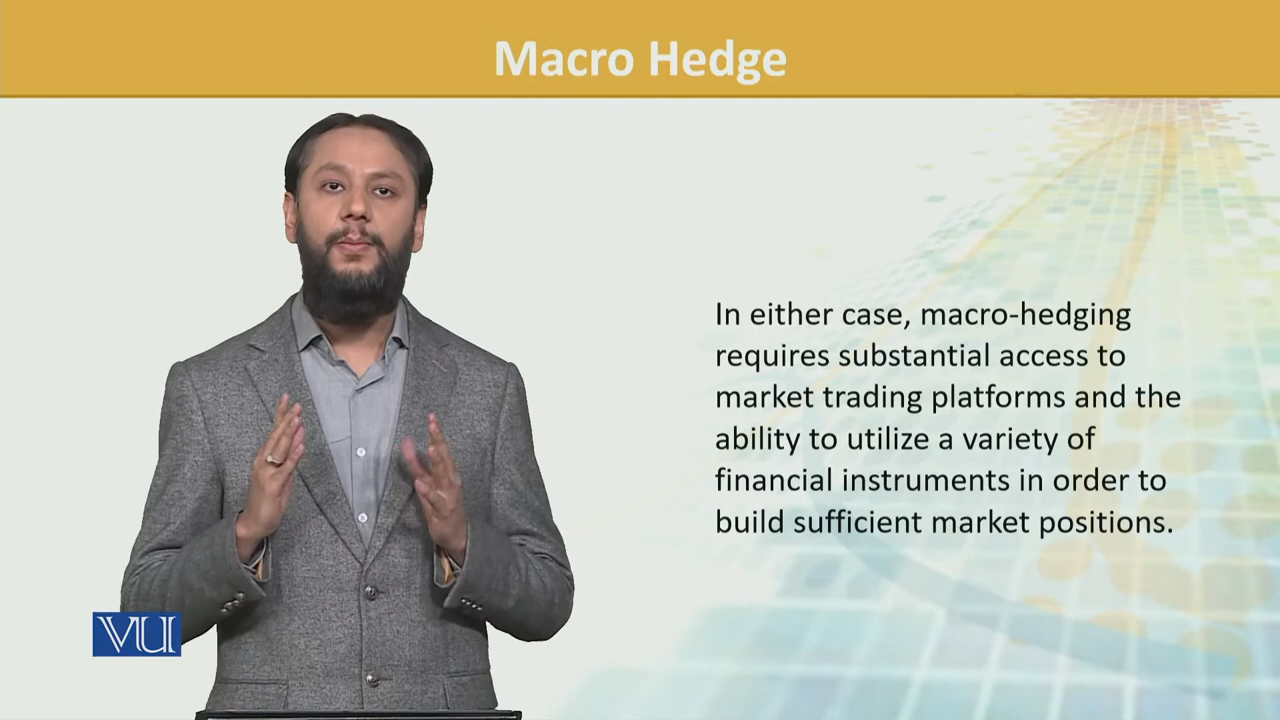 Macro Hedge
In either case, macro-hedging
requires substantial access to
market trading platforms and the
ability to utilize a variety of
financial instruments in order to
build sufficient market positions.
VU